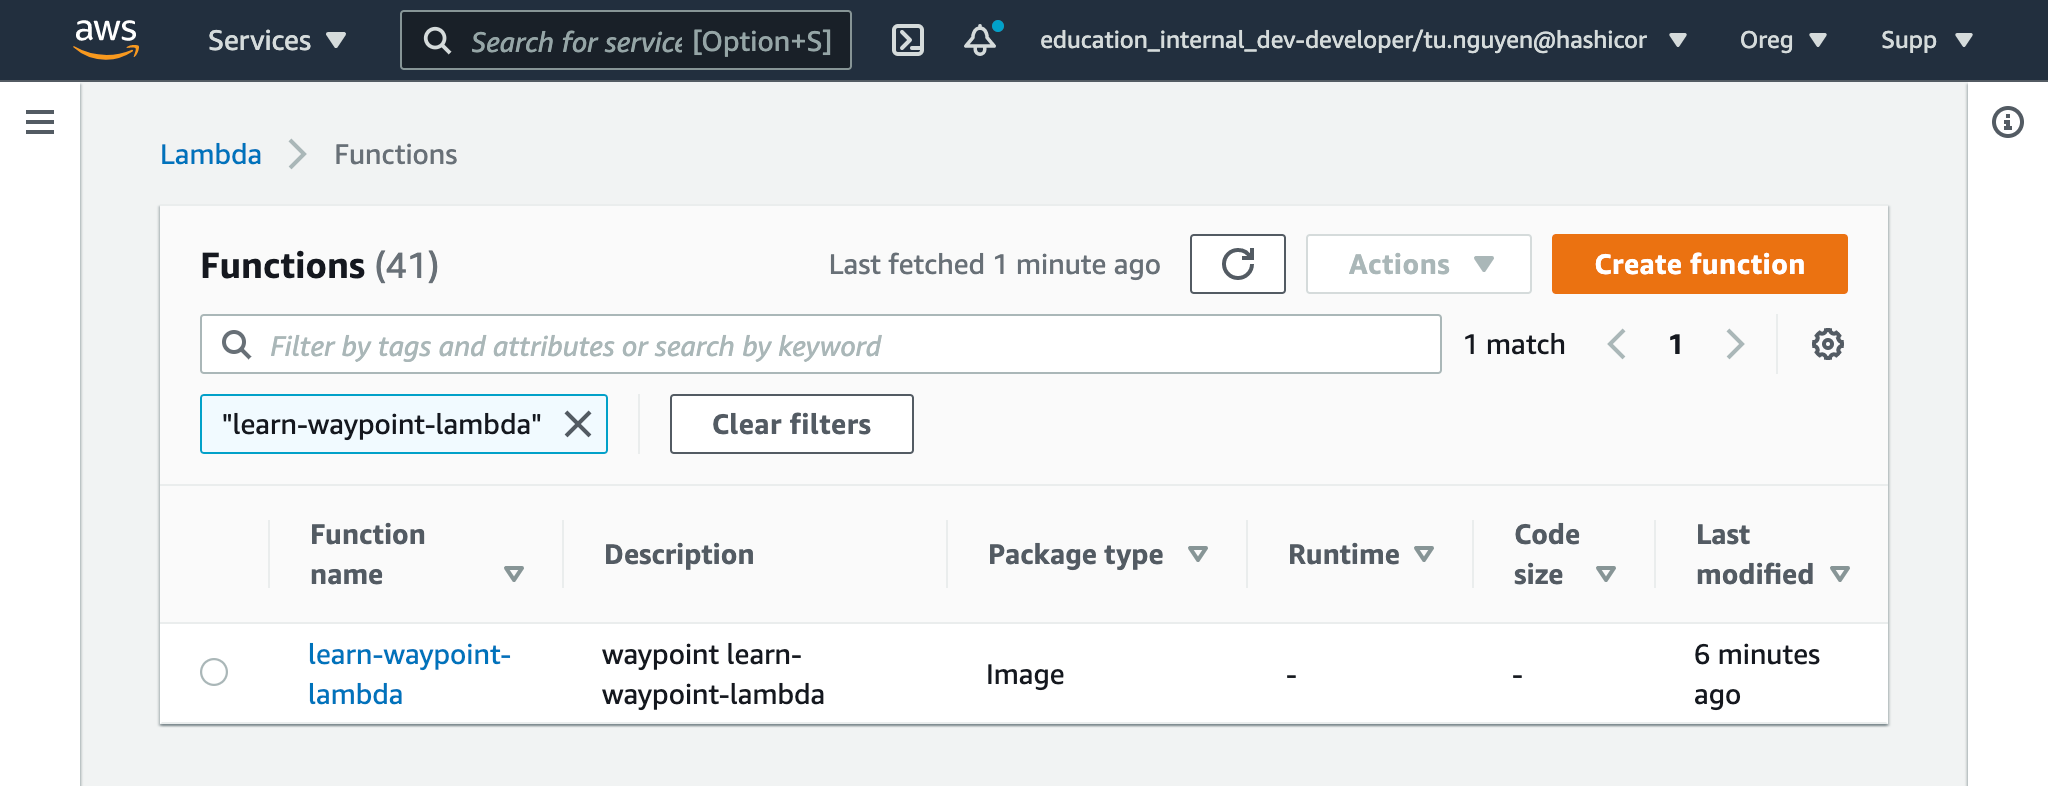 aws
Services
Search for service [Option+S]
education_internal_dev-developer/tu.nguyen@hashicor
Oreg
Supp
Lambda
Functions
Functions (41)
Last fetched 1 minute ago
Actions
Create function
Filter by tags and attributes or search by keyword
1 match
1
"learn-waypoint-lambda"
Clear filters
Function
name
Description
Package type
Runtime
Code
size
Last
modified
learn-waypoint-
lambda
waypoint learn-
waypoint-lambda
Image
-
-
6 minutes
ago